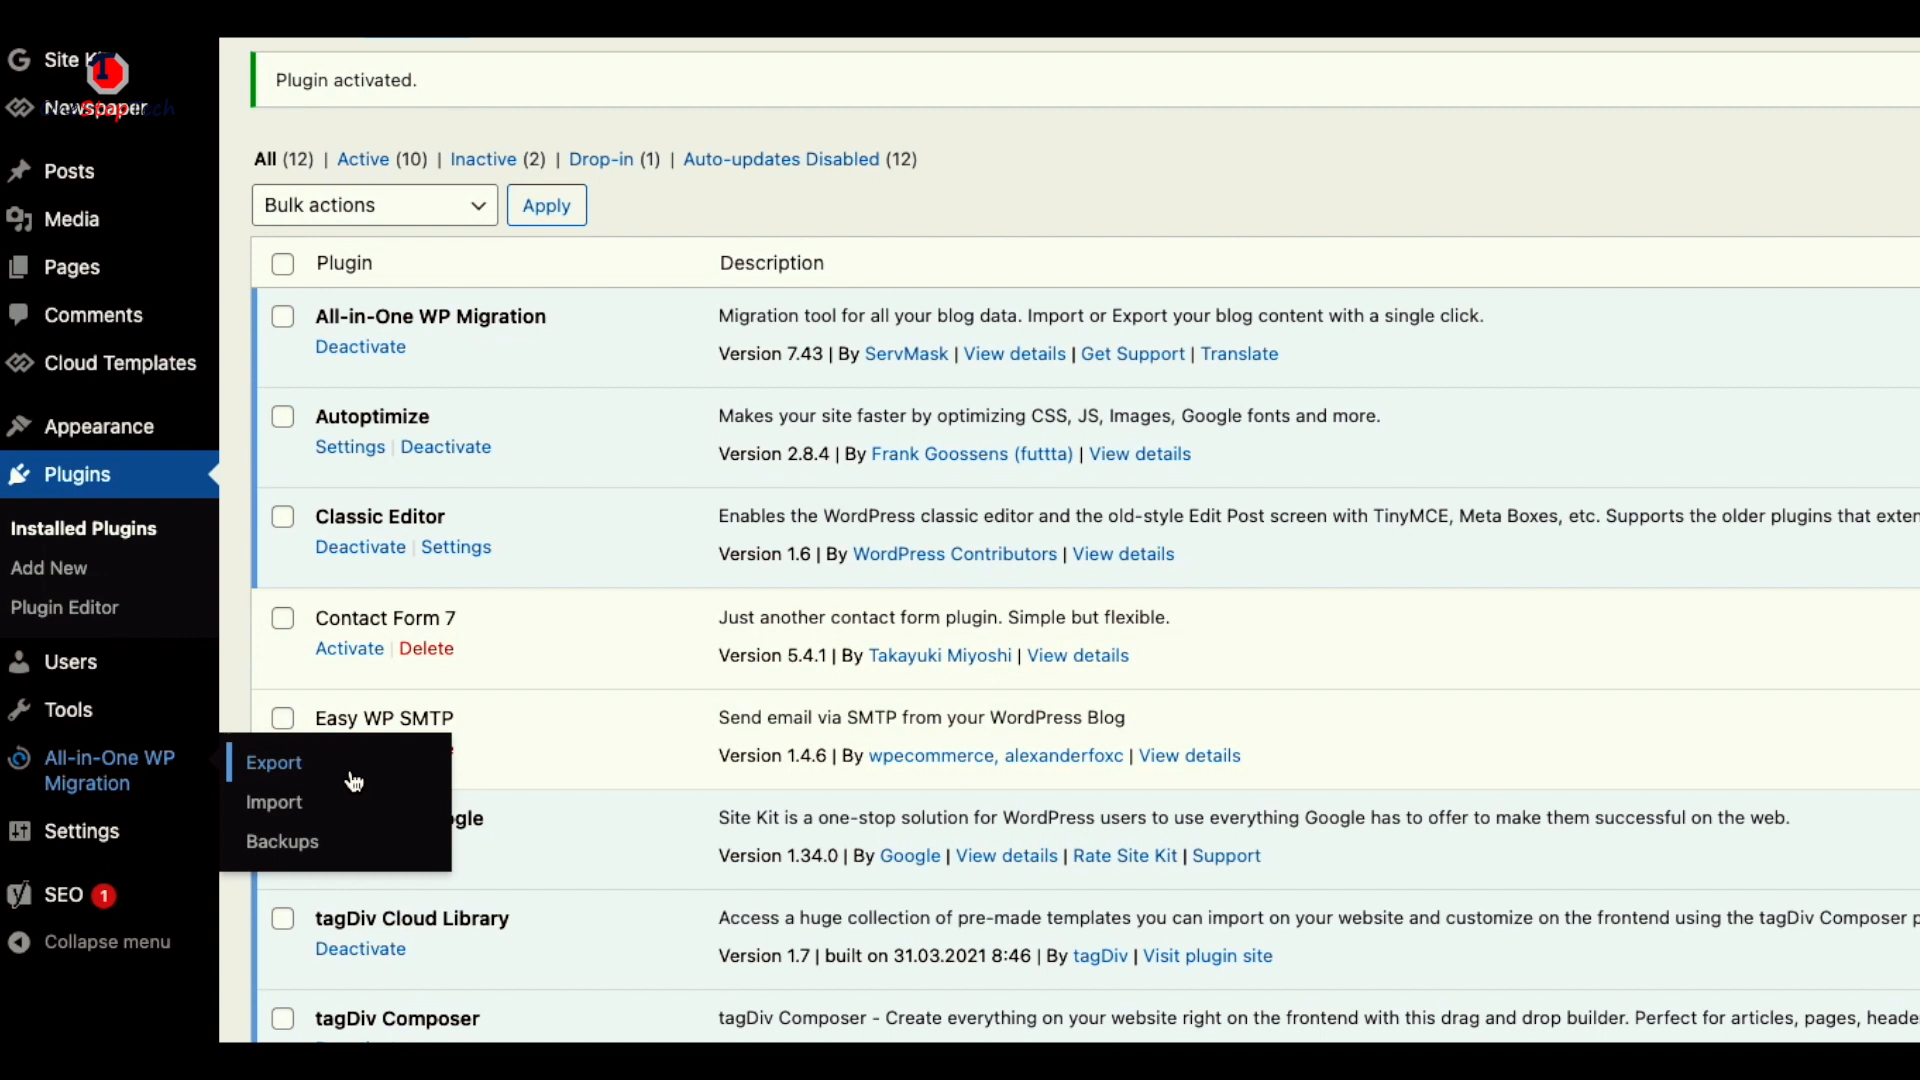 Site
Newspaper
1
Stop Tech
Posts
Media
Pages
Comments
Cloud Templates
Appearance
Plugins
Installed Plugins
Add New
Plugin Editor
Users
Tools
All-in-One WP
Migration
Settings
SEO 1
Collapse menu
Export
Import
Backups
Plugin activated.
All (12) | Active (10) | Inactive (2) | Drop-in (1) | Auto-updates Disabled (12)
Bulk actions Apply
Plugin Description
All-in-One WP Migration Migration tool for all your blog data. Import or Export your blog content with a single click.
Deactivate Version 7.43 | By ServMask | View details | Get Support | Translate
Autoptimize Makes your site faster by optimizing CSS, JS, Images, Google fonts and more.
Settings | Deactivate Version 2.8.4 | By Frank Goossens (futtta) | View details
Classic Editor Enables the WordPress classic editor and the old-style Edit Post screen with TinyMCE, Meta Boxes, etc. Supports the older plugins that exten
Deactivate | Settings Version 1.6 | By WordPress Contributors | View details
Contact Form 7 Just another contact form plugin. Simple but flexible.
Activate | Delete Version 5.4.1 | By Takayuki Miyoshi | View details
Easy WP SMTP Send email via SMTP from your WordPress Blog
Version 1.4.6 | By wpecommerce, alexanderfoxc | View details
gle Site Kit is a one-stop solution for WordPress users to use everything Google has to offer to make them successful on the web.
Version 1.34.0 | By Google | View details | Rate Site Kit | Support
tagDiv Cloud Library Access a huge collection of pre-made templates you can import on your website and customize on the frontend using the tagDiv Composer p
Deactivate Version 1.7 | built on 31.03.2021 8:46 | By tagDiv | Visit plugin site
tagDiv Composer tagDiv Composer - Create everything on your website right on the frontend with this drag and drop builder. Perfect for articles, pages, heade